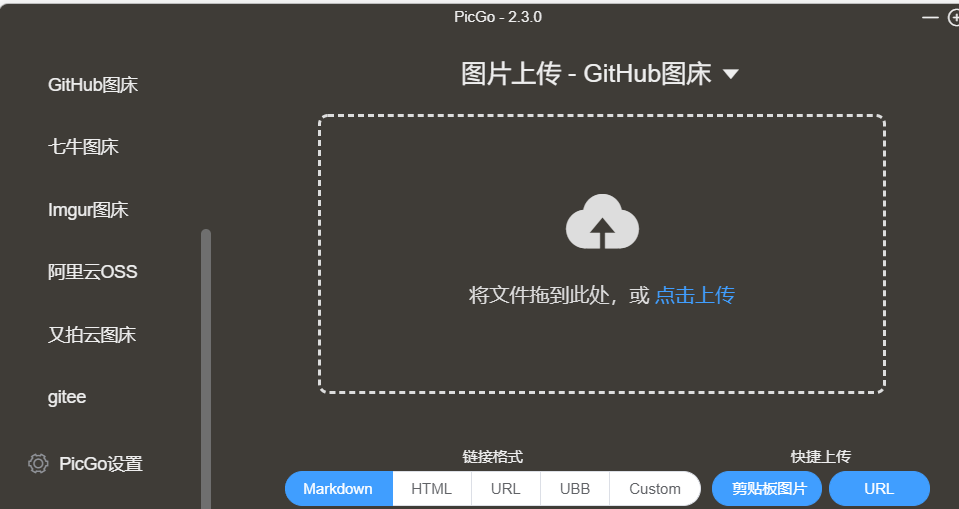 PicGo - 2.3.0
GitHub图床
七牛图床
Imgur图床
阿里云OSS
又拍云图床
gitee
PicGo设置
图片上传 - GitHub图床
将文件拖到此处，或 点击上传
链接格式
Markdown HTML URL UBB Custom
快捷上传
剪贴板图片 URL